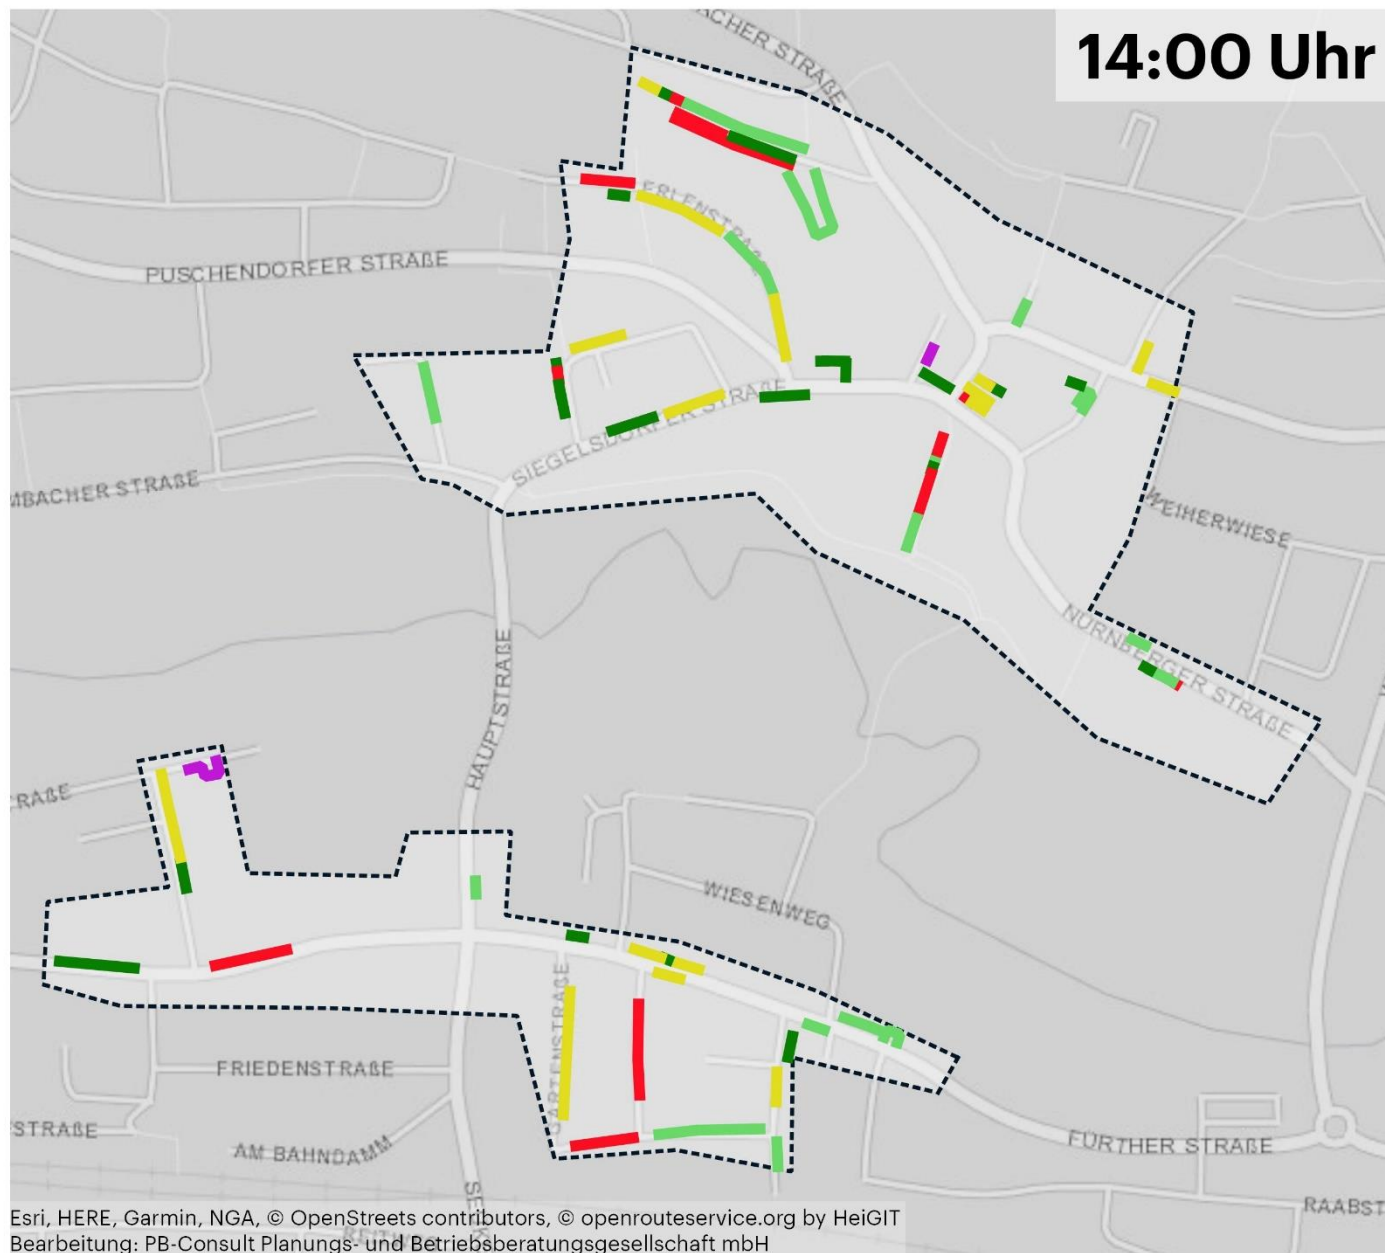 14:00 Uhr
ACHER STRAßE
ERLENSTRAßE
PUSCHENDORFER STRAßE
SIEGELSDORFER STRAßE
MBACHER STRAßE
WEIHERWIESE
NÜRNBERGER STRAßE
HAUPTSTRAßE
RAßE
WIESENWEG
GARTENSTRAßE
FRIEDENSTRAßE
STRAßE
AM BAHNDAMM
FÜRTHER STRAßE
RAABST
REITWEG
Esri, HERE, Garmin, NGA, © OpenStreets contributors, © openrouteservice.org by HeiGIT
Bearbeitung: PB-Consult Planungs- und Betriebsberatungsgesellschaft mbH